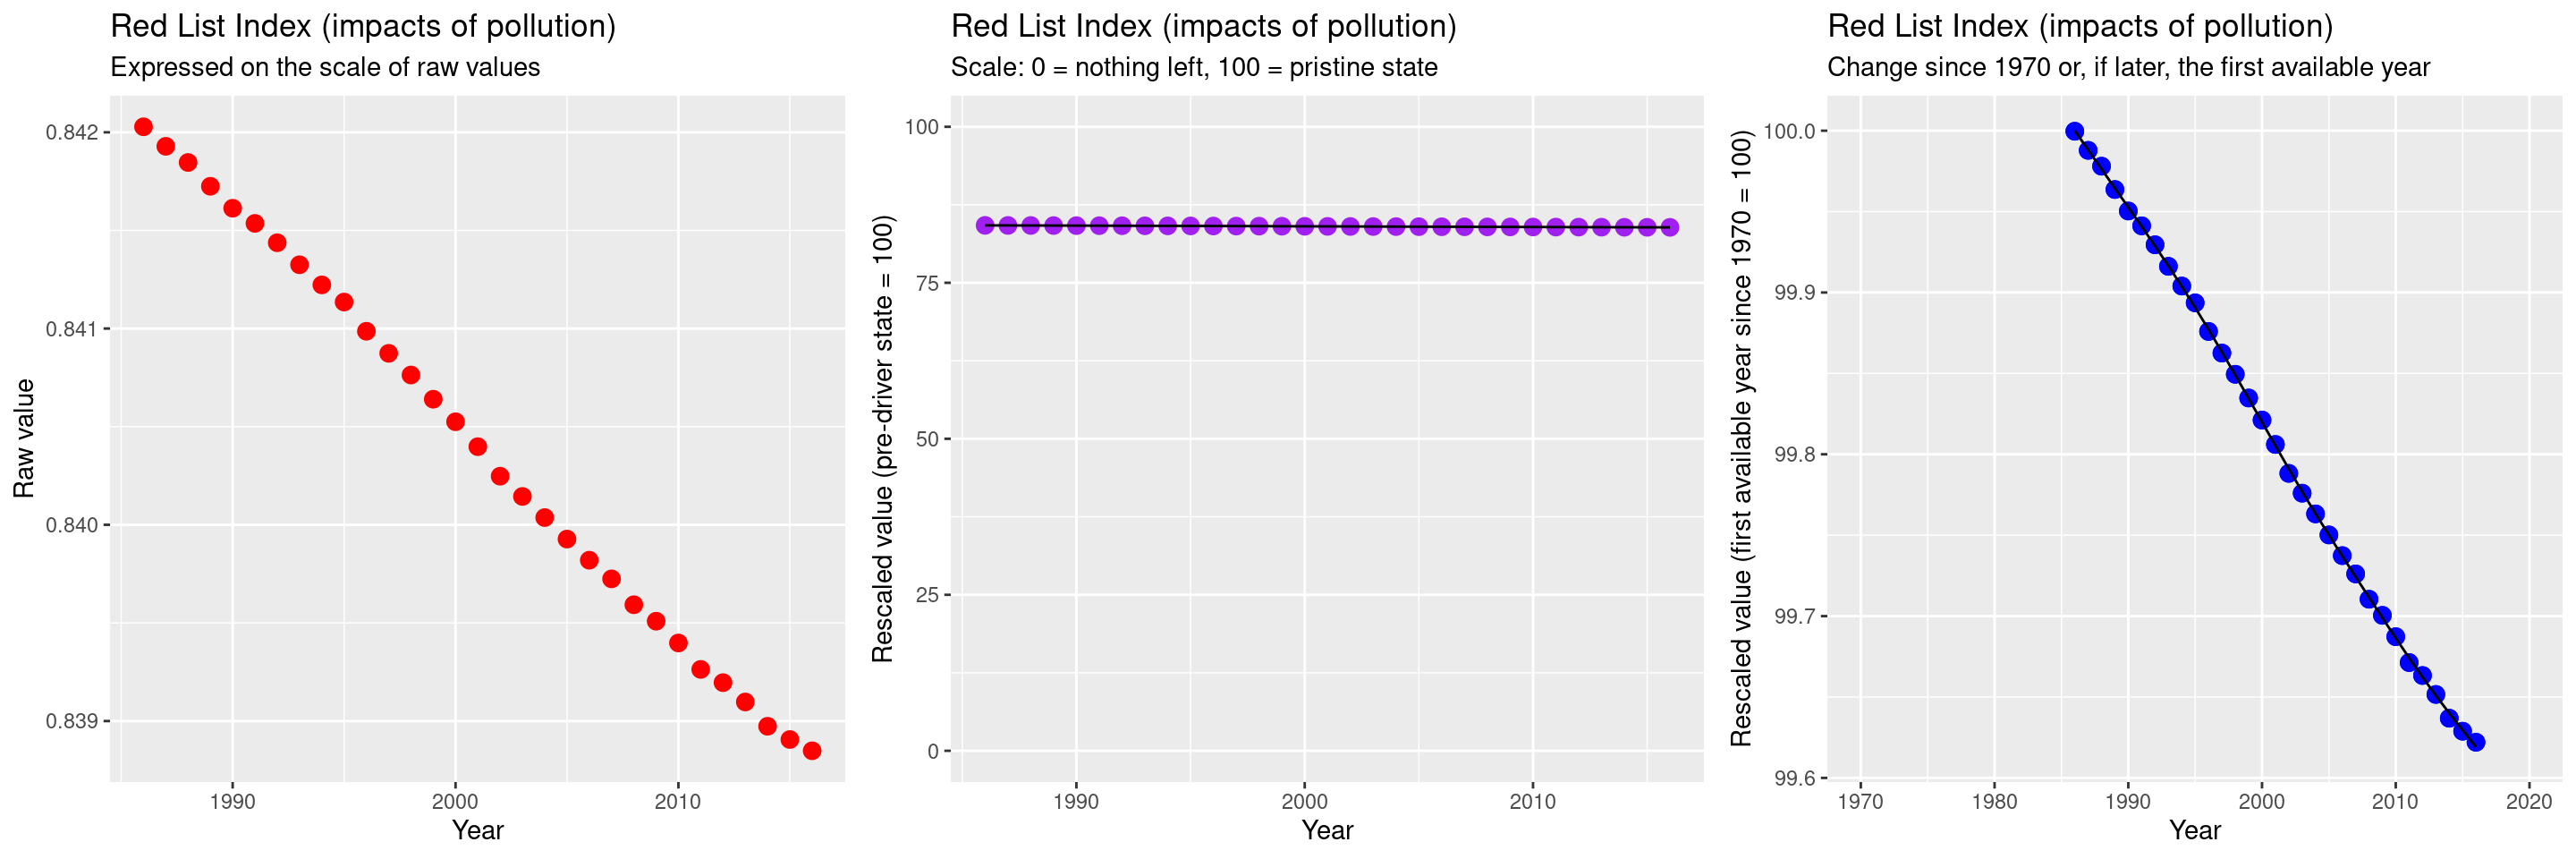 Red List Index (impacts of pollution)
Expressed on the scale of raw values
Raw value
0.842
0.841
0.840
0.839
1990
2000
2010
Year
Red List Index (impacts of pollution)
Scale: 0 = nothing left, 100 = pristine state
Rescaled value (pre-driver state = 100)
100
75
50
25
0
1990
2000
2010
Year
Red List Index (impacts of pollution)
Change since 1970 or, if later, the first available year
Rescaled value (first available year since 1970 = 100)
100.0
99.9
99.8
99.7
99.6
1970
1980
1990
2000
2010
2020
Year